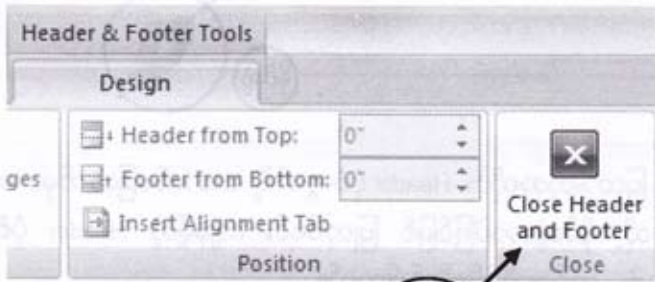 Header & Footer Tools
Design
Header from Top: 0"
ges Footer from Bottom: 0"
Insert Alignment Tab
Close Header
and Footer
Position Close